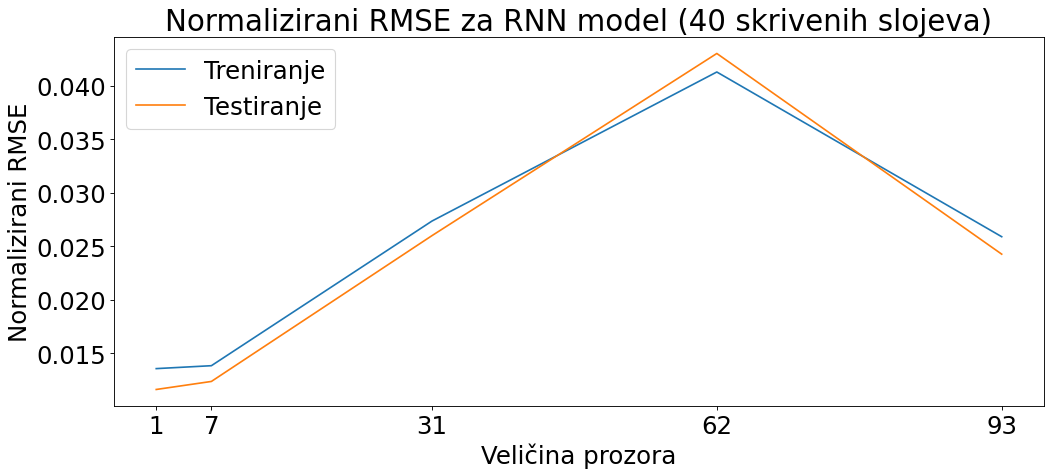 Normalizirani RMSE za RNN model (40 skrivenih slojeva)
Treniranje
Testiranje
Normalizirani RMSE
0.040
0.035
0.030
0.025
0.020
0.015
1 7 31 62 93
Veličina prozora